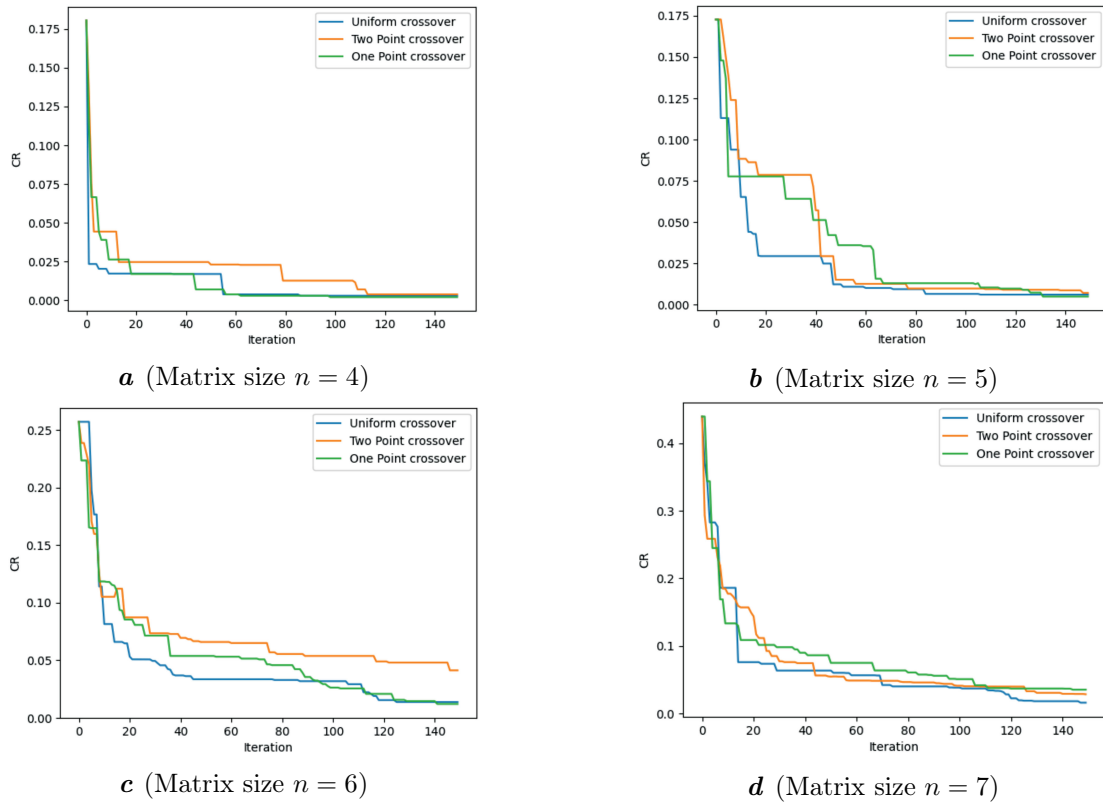 Uniform crossover
Two Point crossover
One Point crossover
0.175
0.150
0.125
0.100
0.075
0.050
0.025
0.000
CR
0 20 40 60 80 100 120 140
Iteration
a (Matrix size n = 4)
Uniform crossover
Two Point crossover
One Point crossover
0.175
0.150
0.125
0.100
0.075
0.050
0.025
0.000
CR
0 20 40 60 80 100 120 140
Iteration
b (Matrix size n = 5)
Uniform crossover
Two Point crossover
One Point crossover
0.25
0.20
0.15
0.10
0.05
0.00
CR
0 20 40 60 80 100 120 140
Iteration
c (Matrix size n = 6)
Uniform crossover
Two Point crossover
One Point crossover
0.4
0.3
0.2
0.1
0.0
CR
0 20 40 60 80 100 120 140
Iteration
d (Matrix size n = 7)